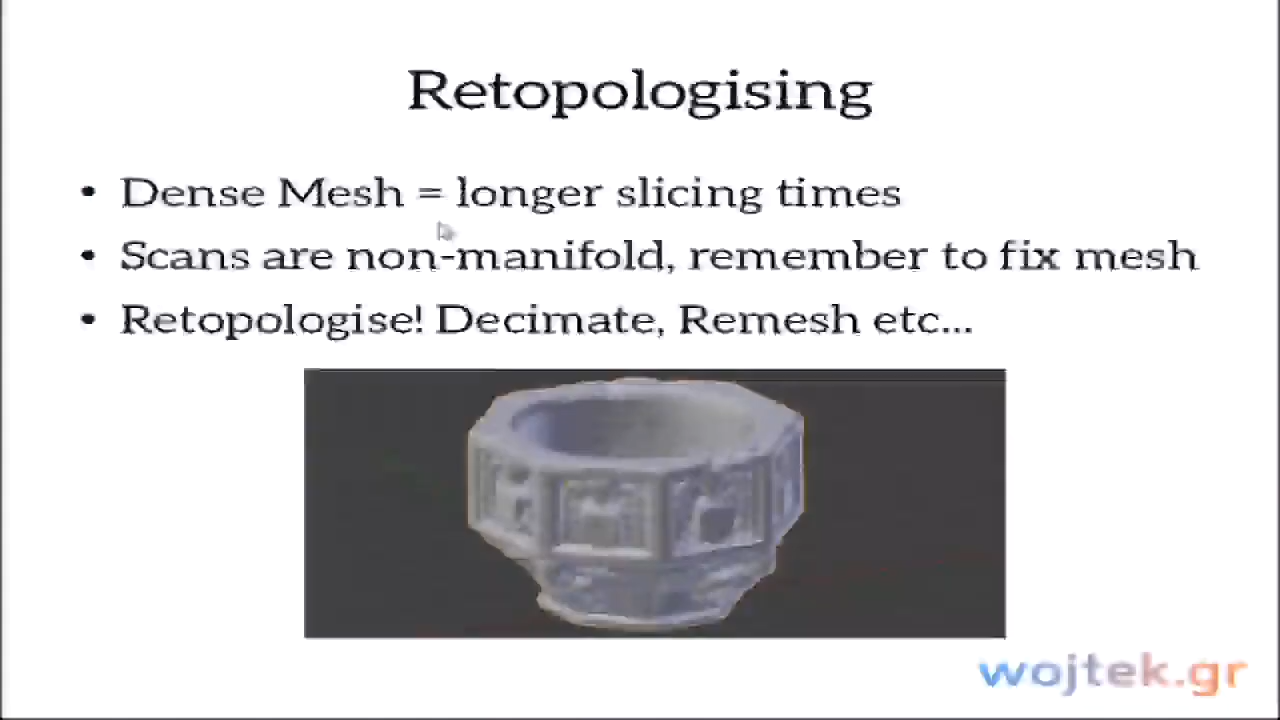 Retopologising
• Dense Mesh = longer slicing times
• Scans are non-manifold, remember to fix mesh
• Retopologise! Decimate, Remesh etc...
wojtek.gr